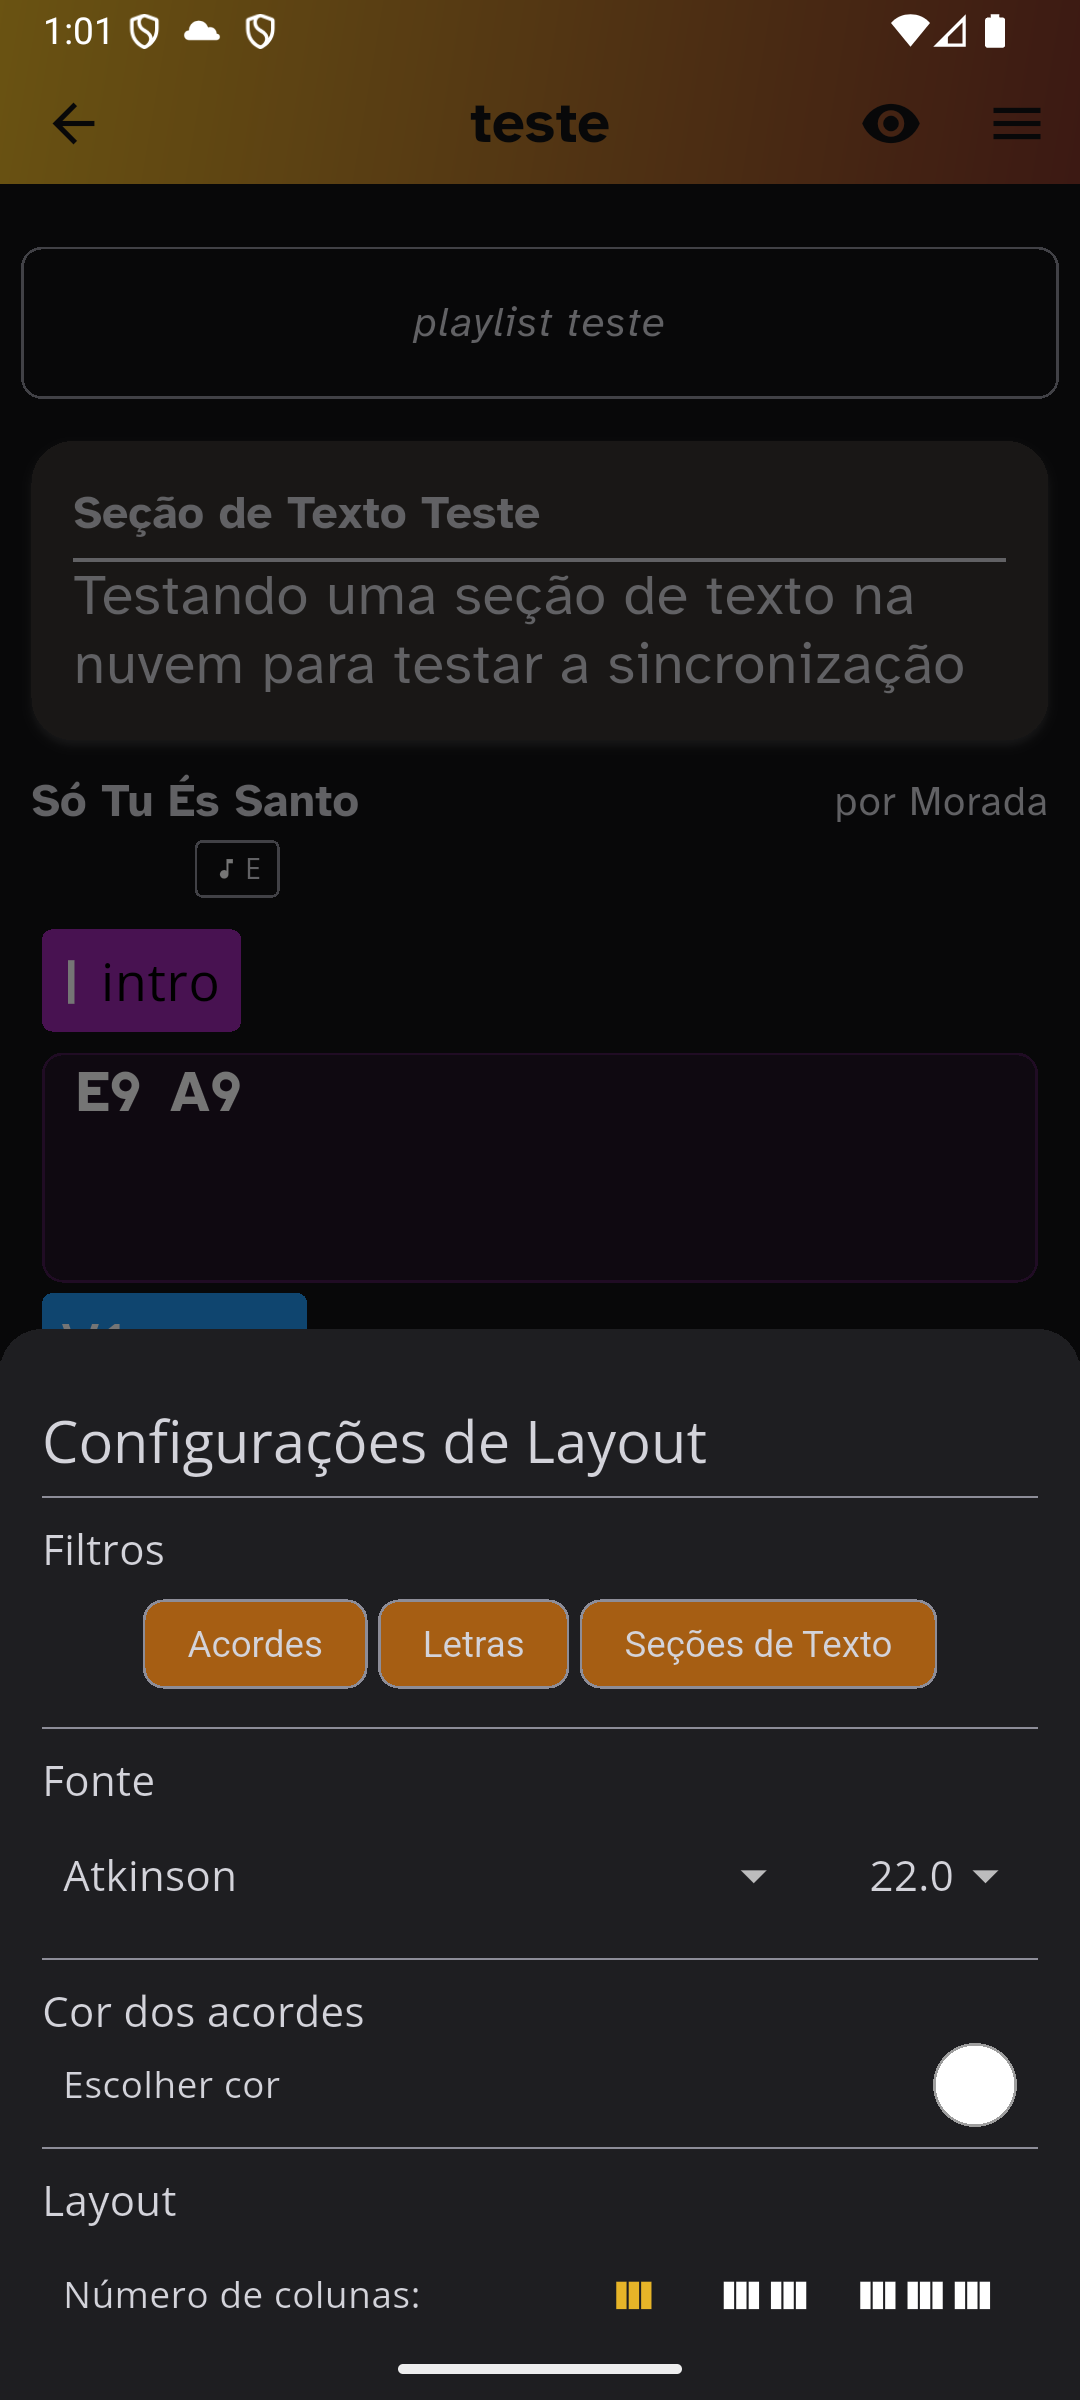 1:01
teste
playlist teste
Seção de Texto Teste
Testando uma seção de texto na
nuvem para testar a sincronização
Só Tu És Santo
por Morada
E
I intro
E9 A9
Configurações de Layout
Filtros
Acordes
Letras
Seções de Texto
Fonte
Atkinson
22.0
Cor dos acordes
Escolher cor
Layout
Número de colunas: